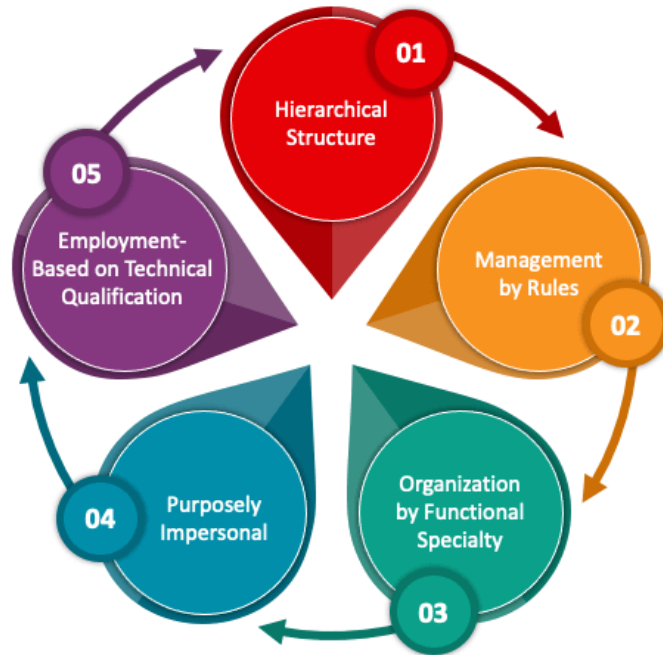 01
Hierarchical
Structure
02
Management
by Rules
03
Organization
by Functional
Specialty
04
Purposely
Impersonal
05
Employment-
Based on Technical
Qualification